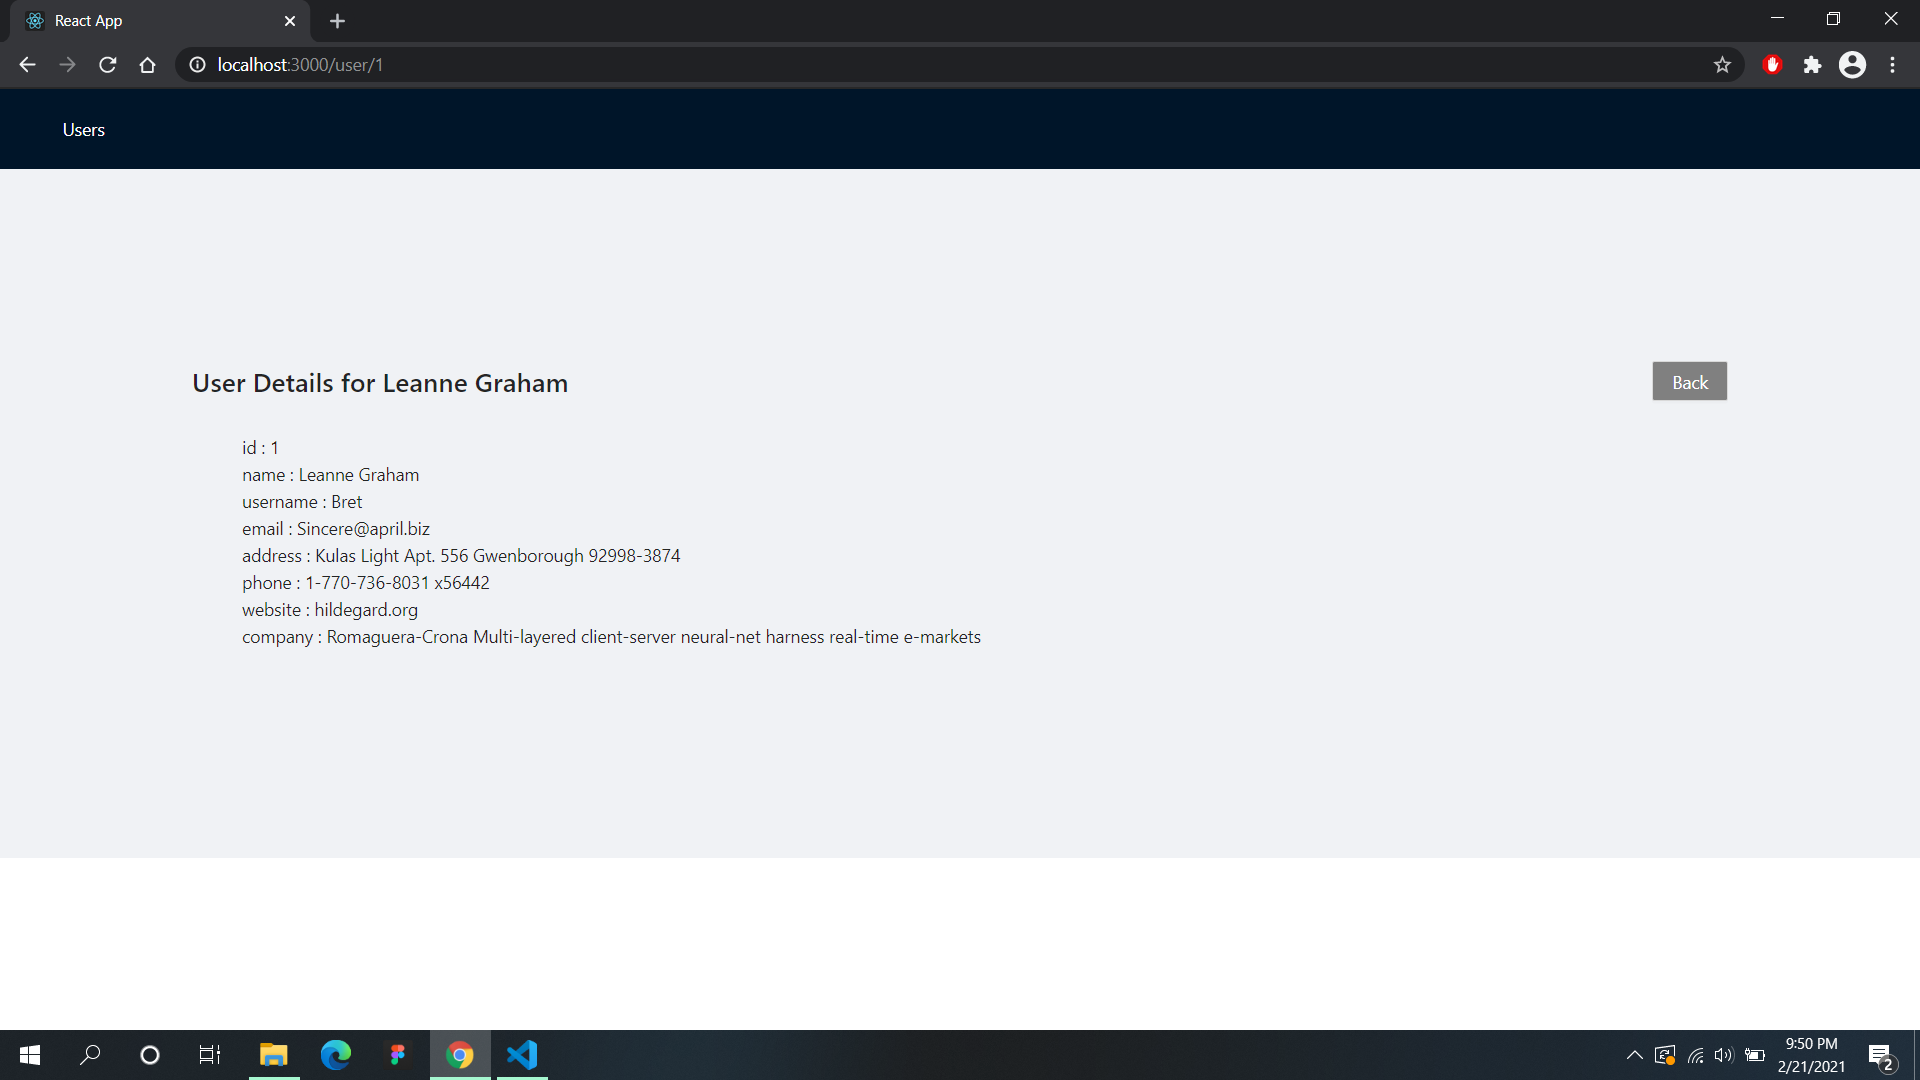 React App
localhost:3000/user/1
Users
User Details for Leanne Graham
Back
id : 1
name : Leanne Graham
username : Bret
email : Sincere@april.biz
address : Kulas Light Apt. 556 Gwenborough 92998-3874
phone : 1-770-736-8031 x56442
website : hildegard.org
company : Romaguera-Crona Multi-layered client-server neural-net harness real-time e-markets
9:50 PM
2/21/2021
2